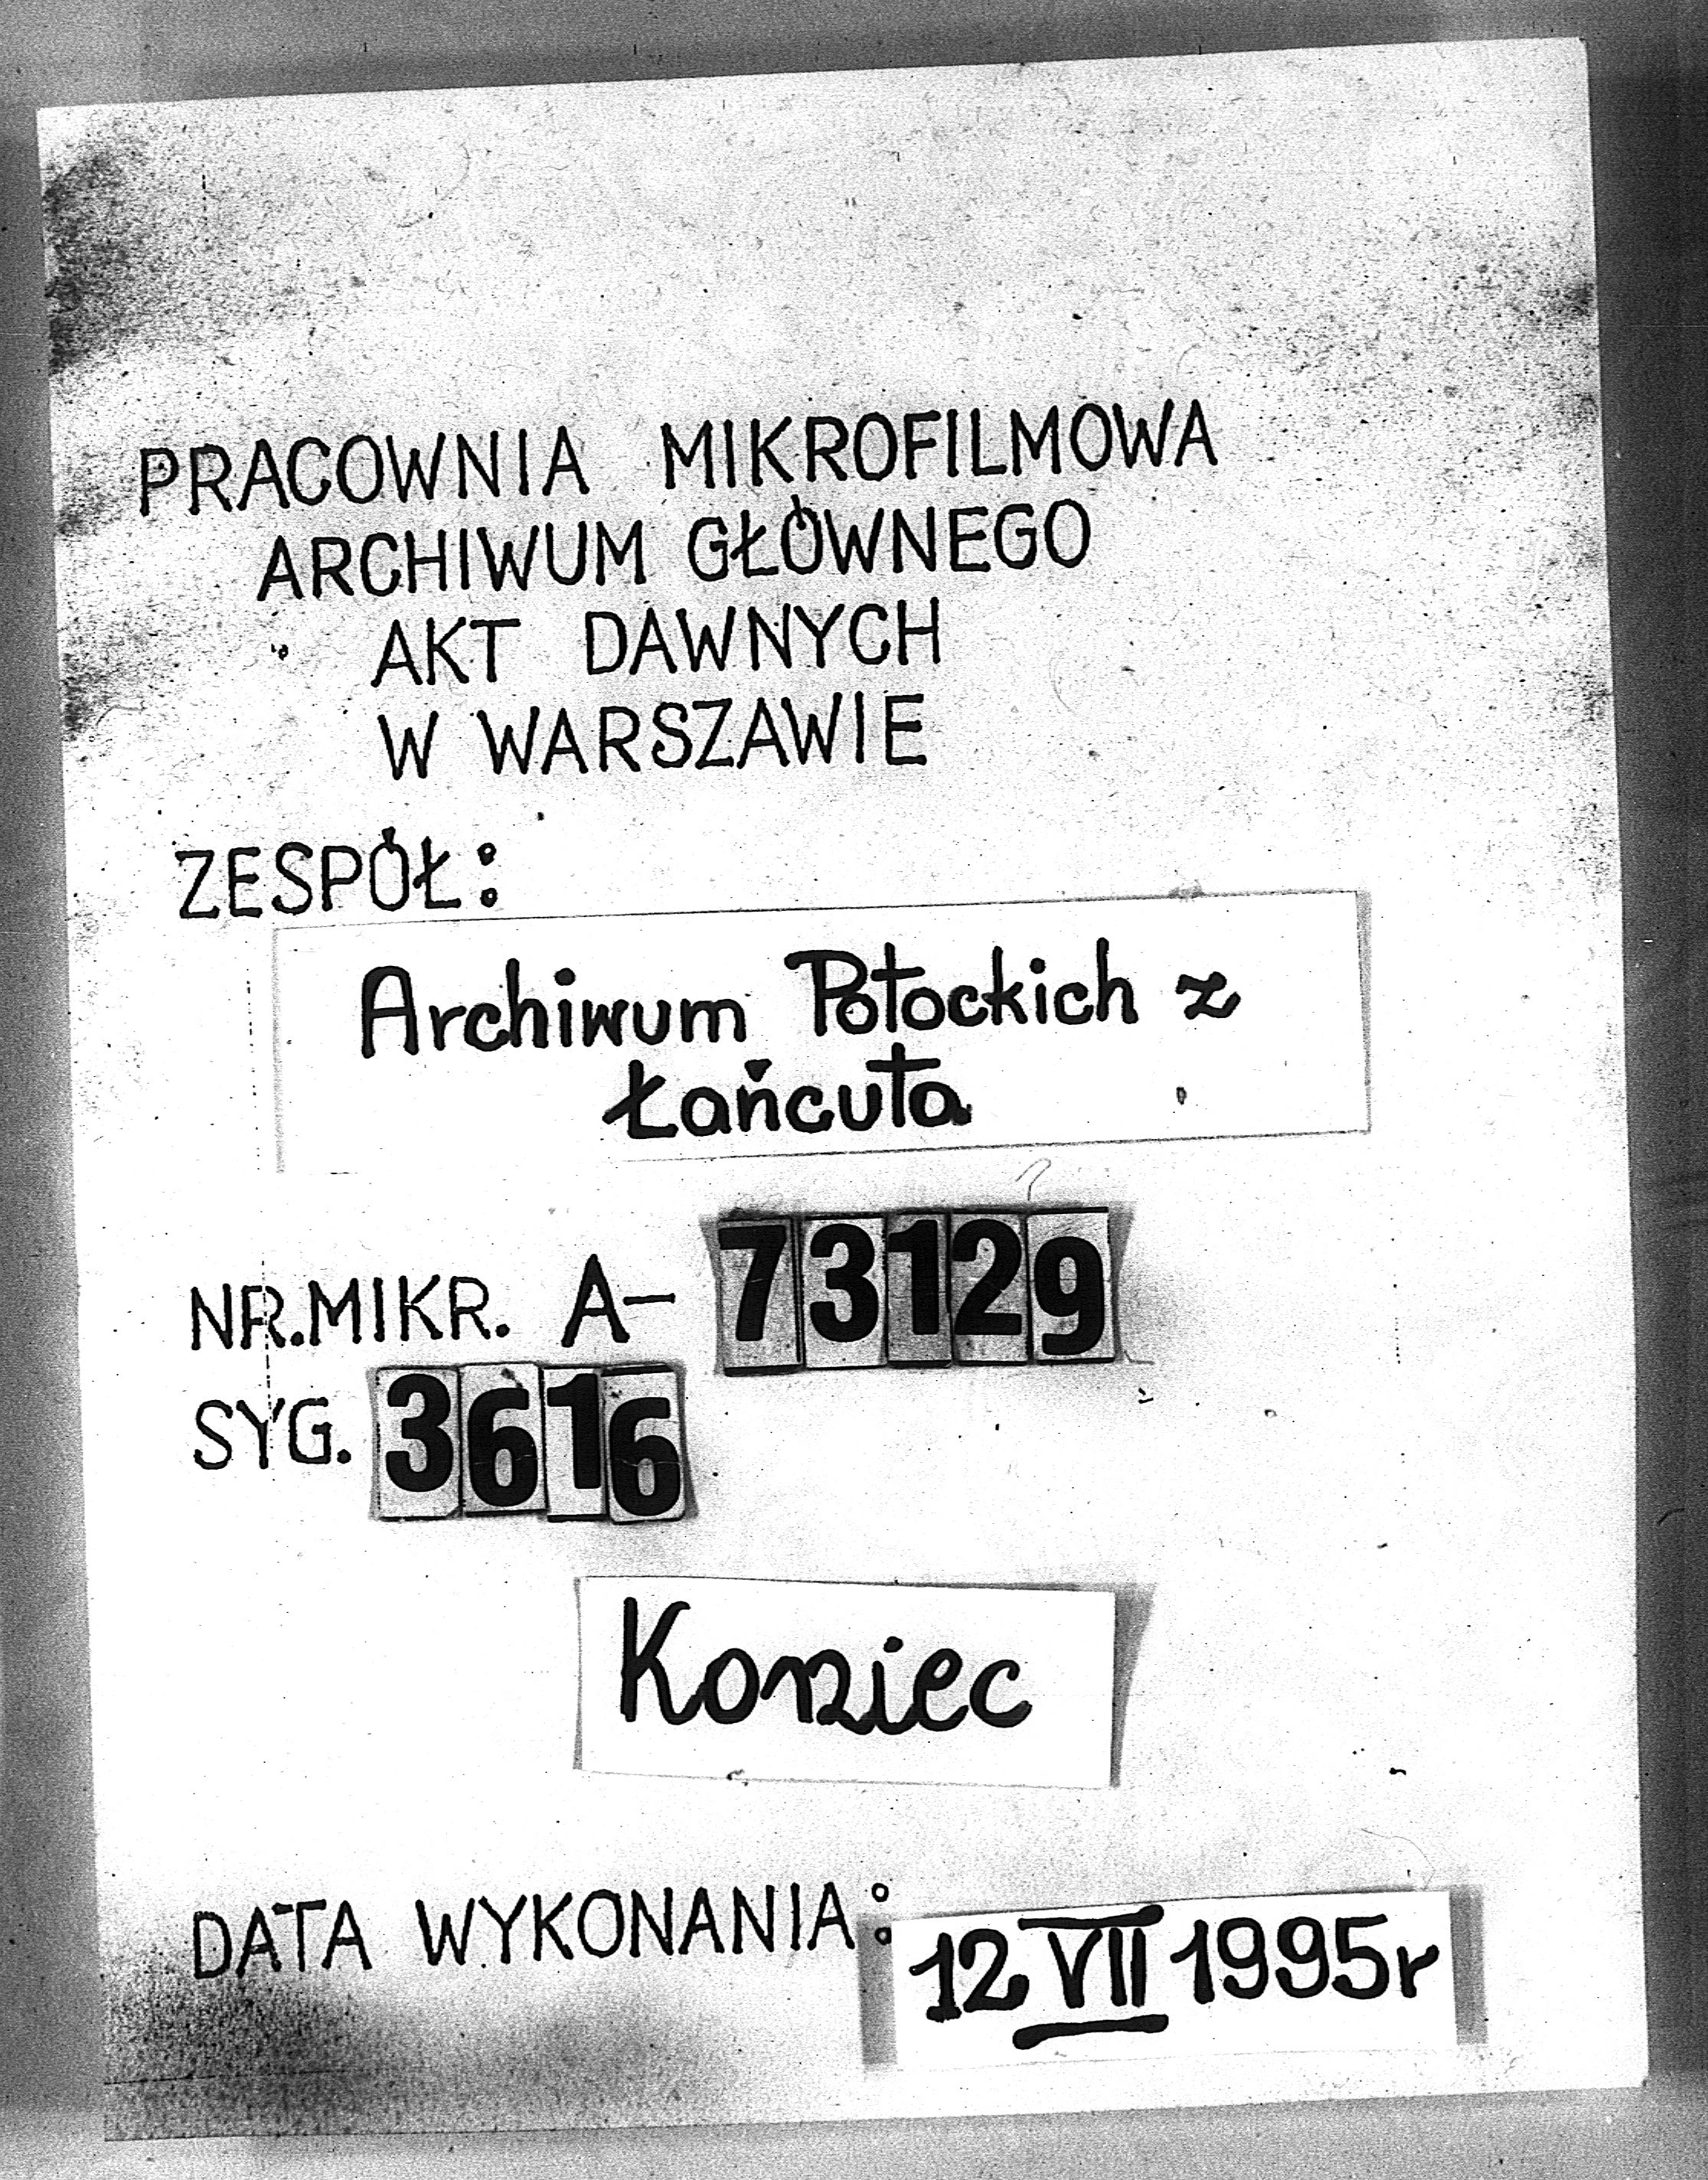 PRACOWNIA MIKROFILMOWA
ARCHIWUM GŁÓWNEGO
AKT DAWNYCH
W WARSZAWIE
ZESPÓŁ:
Archiwum Potockich z
Łańcuta
NR.MIKR. A- 73129
SYG. 3616
Koniec
DATA WYKONANIA: 12 VII 1995r